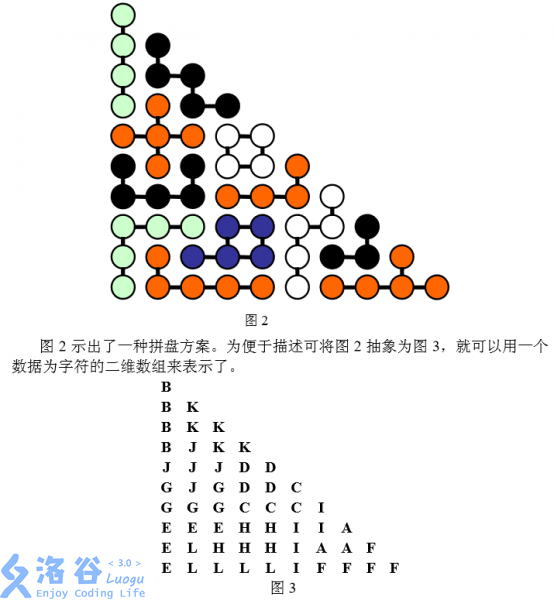 图 2
图 2 示出了一种拼盘方案。为便于描述可将图 2 抽象为图 3，就可以用一个
数据为字符的二维数组来表示了。
B
B K
B K K
B J K K
J J J D D
G J G D D C
G G G C C C I
E E E H H I I A
E L H H H I A A F
E L L L L I F F F F
图 3
洛谷 < 3.0 > Luogu
Enjoy Coding Life